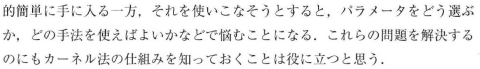 的簡単に手に入る一方，それを使いこなそうとすると，パラメータをどう選ぶ
か，どの手法を使えばよいかなどで悩むことになる．これらの問題を解決する
のにもカーネル法の仕組みを知っておくことは役に立つと思う．